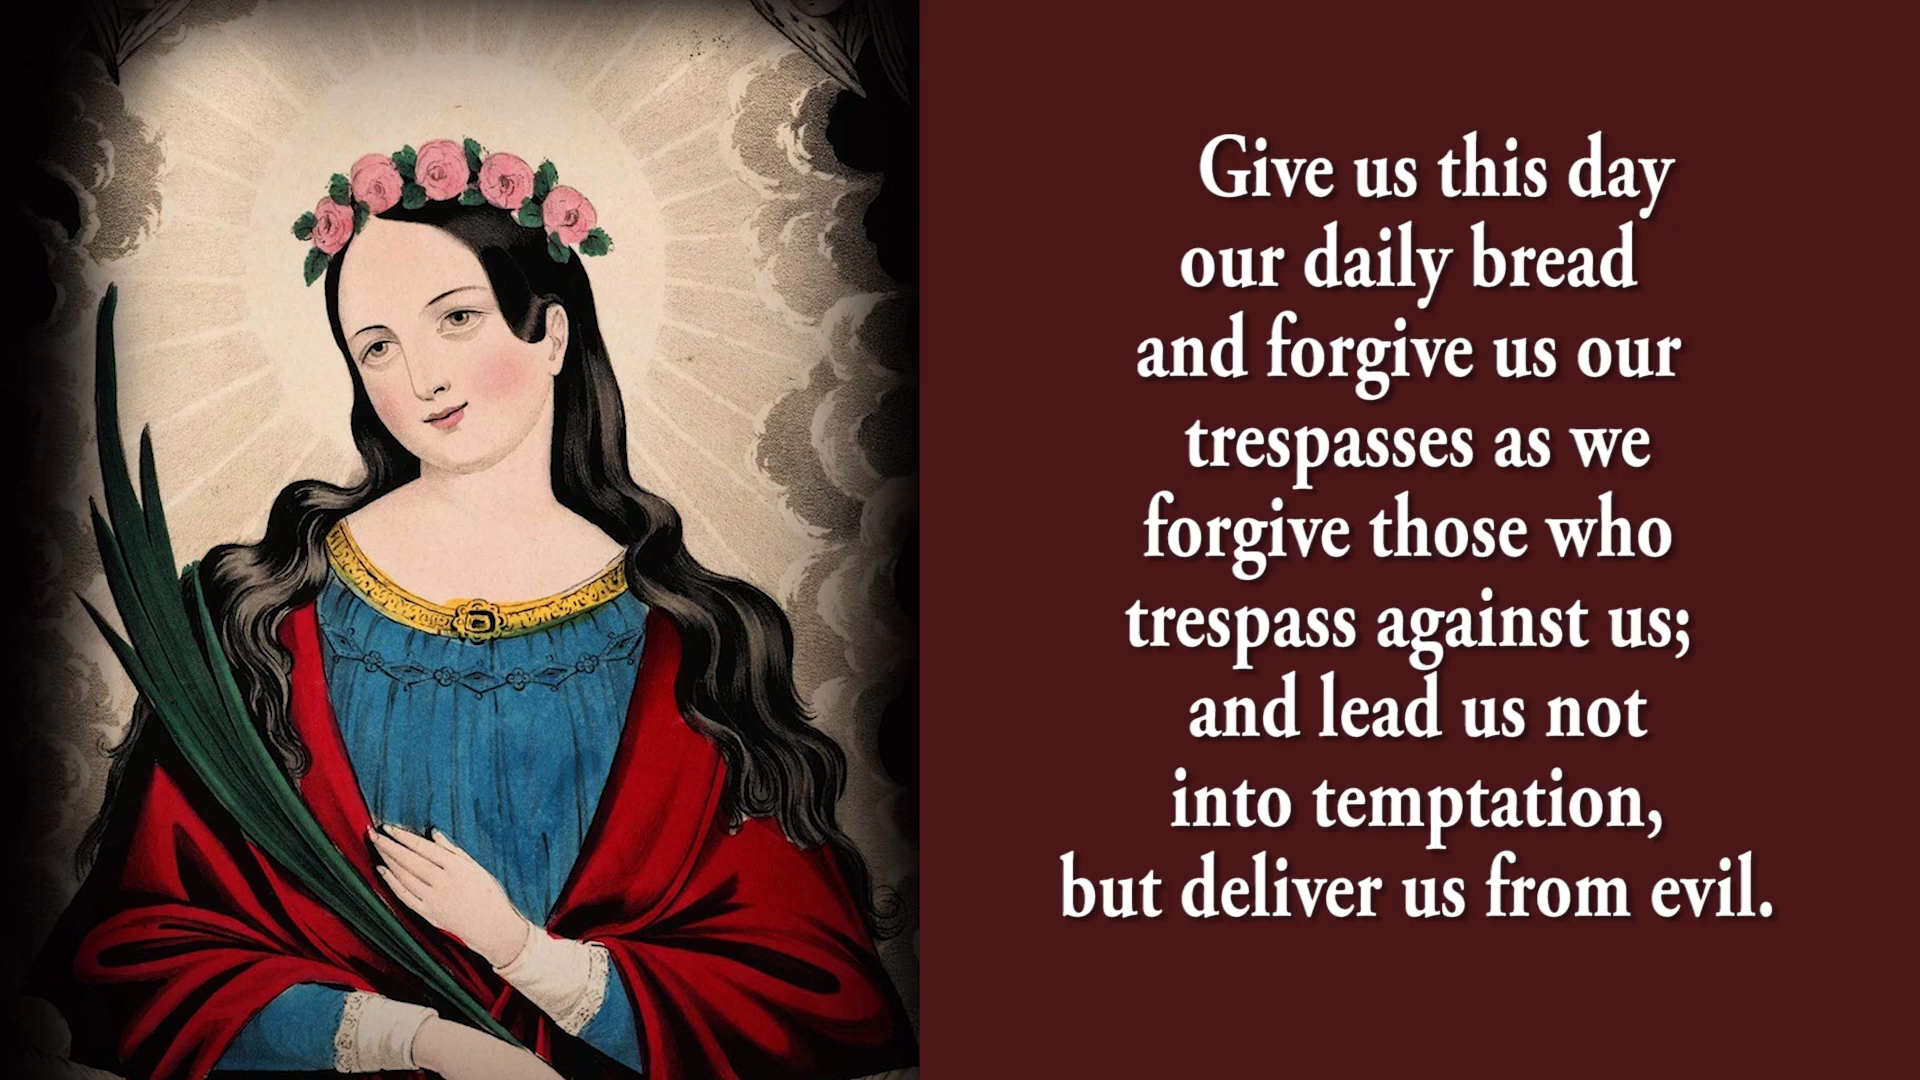 Give us this day
our daily bread
and forgive us our
trespasses as we
forgive those who
trespass against us;
and lead us not
into temptation,
but deliver us from evil.